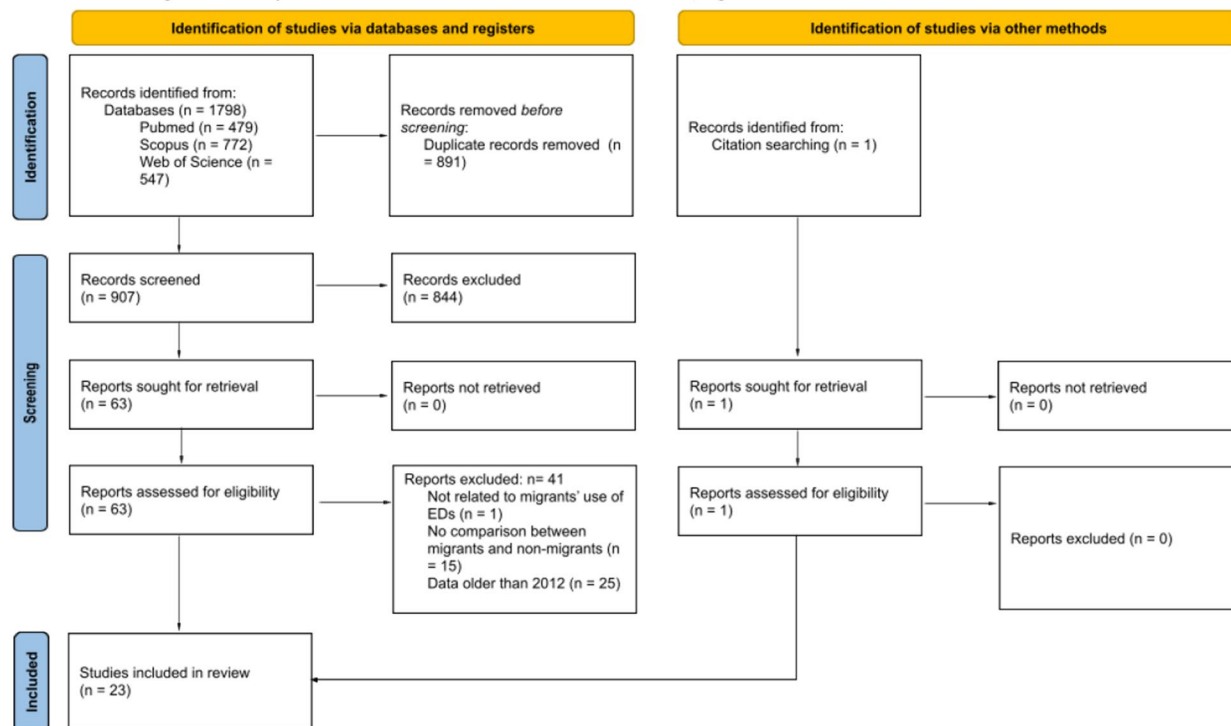 Identification of studies via databases and registers
Identification of studies via other methods
Identification
Records identified from:
Databases (n = 1798)
Pubmed (n = 479)
Scopus (n = 772)
Web of Science (n =
547)
Records removed before
screening:
Duplicate records removed (n
= 891)
Records identified from:
Citation searching (n = 1)
Screening
Records screened
(n = 907)
Records excluded
(n = 844)
Reports sought for retrieval
(n = 63)
Reports not retrieved
(n = 0)
Reports sought for retrieval
(n = 1)
Reports not retrieved
(n = 0)
Reports assessed for eligibility
(n = 63)
Reports excluded: n= 41
Not related to migrants’ use of
EDs (n = 1)
No comparison between
migrants and non-migrants (n
= 15)
Data older than 2012 (n = 25)
Reports assessed for eligibility
(n = 1)
Reports excluded (n = 0)
Included
Studies included in review
(n = 23)